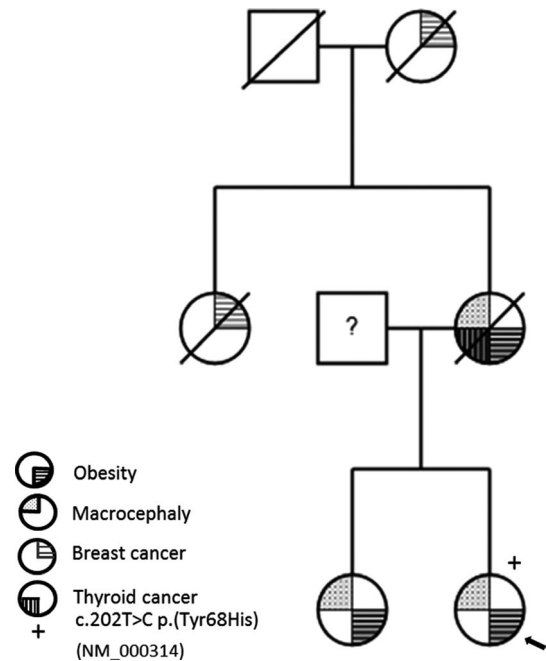 ?
+
Obesity
Macrocephaly
Breast cancer
Thyroid cancer
c.202T>C p.(Tyr68His)
+
(NM_000314)